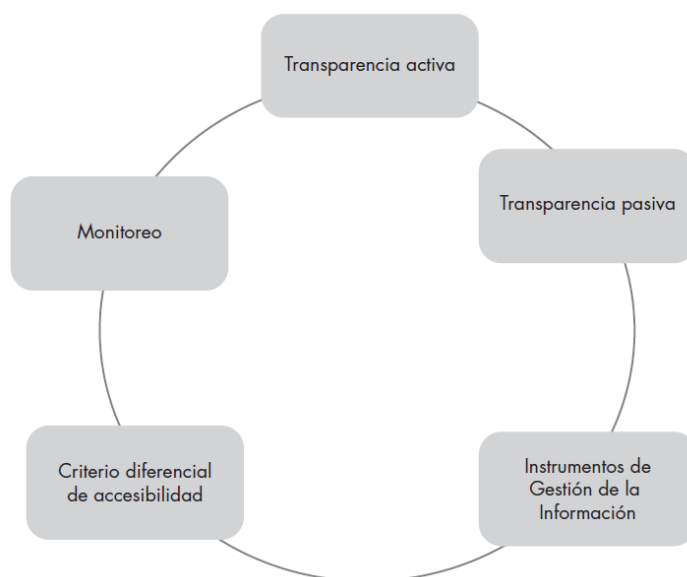 Transparencia activa
Transparencia pasiva
Monitoreo
Criterio diferencial
de accesibilidad
Instrumentos de
Gestión de la
Información